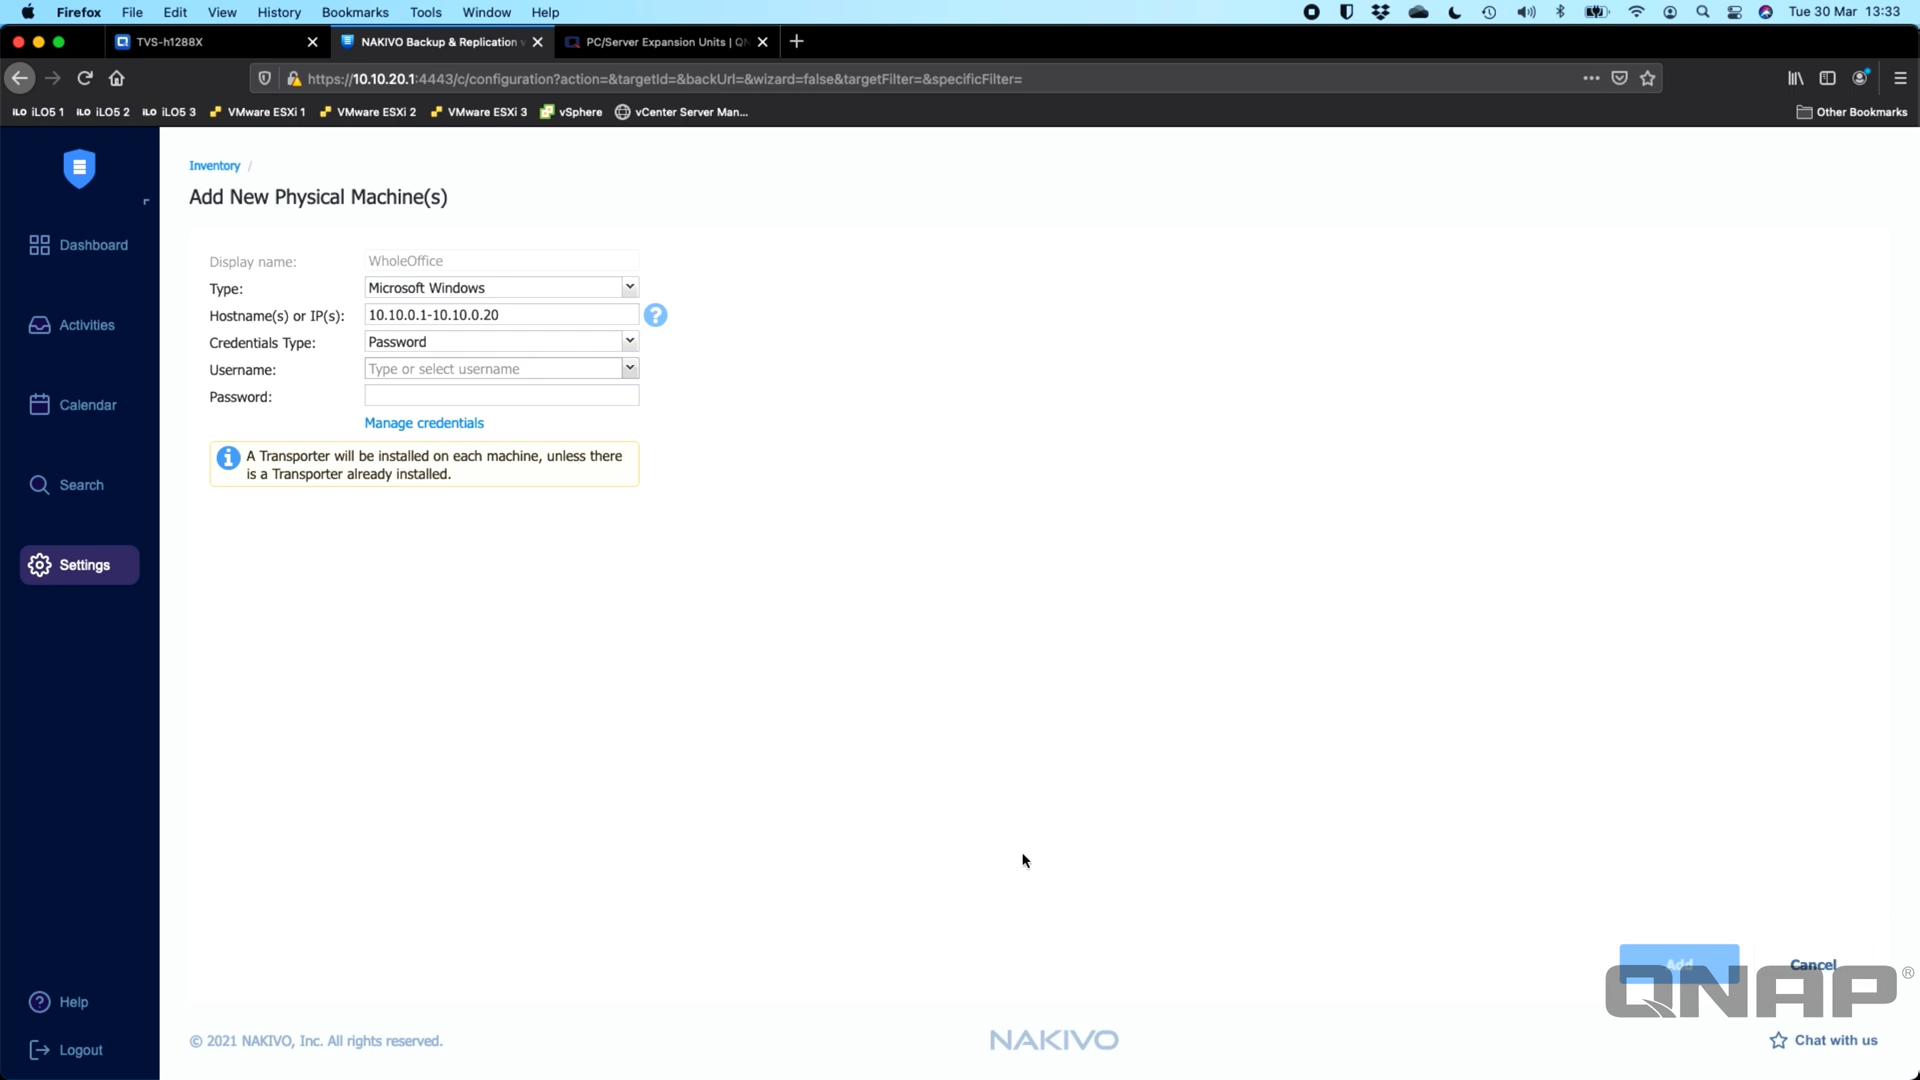 Firefox File Edit View History Bookmarks Tools Window Help Tue 30 Mar 13:33
TVS-h1288X NAKIVO Backup & Replication v PC/Server Expansion Units | QN
https://10.10.20.1:4443/c/configuration?action=&targetId=&backUrl=&wizard=false&targetFilter=&specificFilter=
iLO iLO5 1 iLO iLO5 2 iLO iLO5 3 VMware ESXi 1 VMware ESXi 2 VMware ESXi 3 vSphere vCenter Server Man... Other Bookmarks
Inventory /
Add New Physical Machine(s)
Dashboard
Activities
Calendar
Search
Settings
Help
Logout
Display name: WholeOffice
Type: Microsoft Windows
Hostname(s) or IP(s): 10.10.0.1-10.10.0.20 ?
Credentials Type: Password
Username: Type or select username
Password:
Manage credentials
A Transporter will be installed on each machine, unless there
is a Transporter already installed.
Add Cancel
QNAP®
© 2021 NAKIVO, Inc. All rights reserved. NAKIVO Chat with us